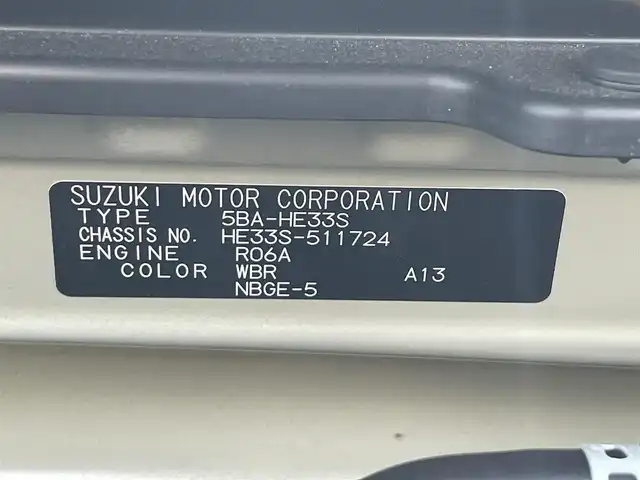 SUZUKI MOTOR CORPORATION
TYPE 5BA-HE33S
CHASSIS NO. HE33S-511724
ENGINE R06A
COLOR WBR A13
NBGE-5